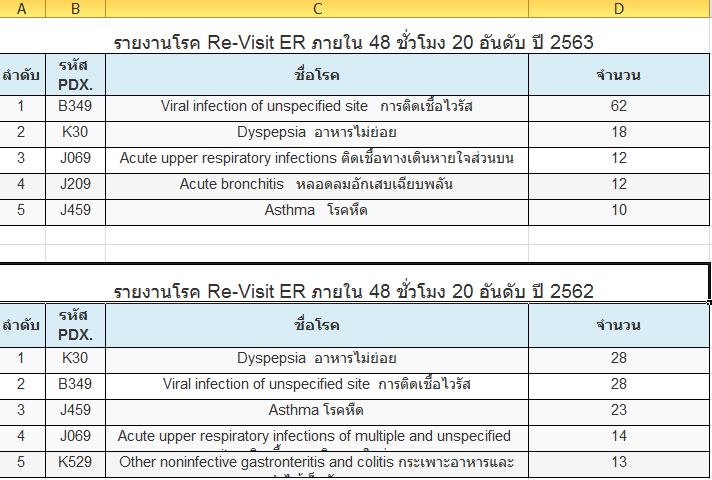 A B C D
รายงานโรค Re-Visit ER ภายใน 48 ชั่วโมง 20 อันดับ ปี 2563
ลำดับ รหัส PDX. ชื่อโรค จำนวน
1 B349 Viral infection of unspecified site การติดเชื้อไวรัส 62
2 K30 Dyspepsia อาหารไม่ย่อย 18
3 J069 Acute upper respiratory infections ติดเชื้อทางเดินหายใจส่วนบน 12
4 J209 Acute bronchitis หลอดลมอักเสบเฉียบพลัน 12
5 J459 Asthma โรคหืด 10
รายงานโรค Re-Visit ER ภายใน 48 ชั่วโมง 20 อันดับ ปี 2562
ลำดับ รหัส PDX. ชื่อโรค จำนวน
1 K30 Dyspepsia อาหารไม่ย่อย 28
2 B349 Viral infection of unspecified site การติดเชื้อไวรัส 28
3 J459 Asthma โรคหืด 23
4 J069 Acute upper respiratory infections of multiple and unspecified 14
5 K529 Other noninfective gastronteritis and colitis กระเพาะอาหารและ 13